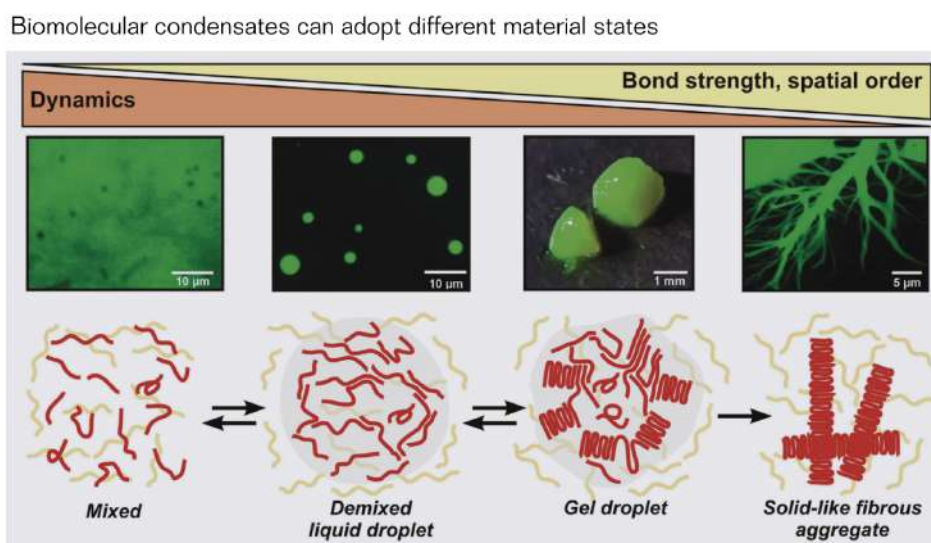 Biomolecular condensates can adopt different material states
Bond strength, spatial order
Dynamics
10 µm
10 µm
1 mm
5 µm
Mixed
Demixed
liquid droplet
Gel droplet
Solid-like fibrous
aggregate